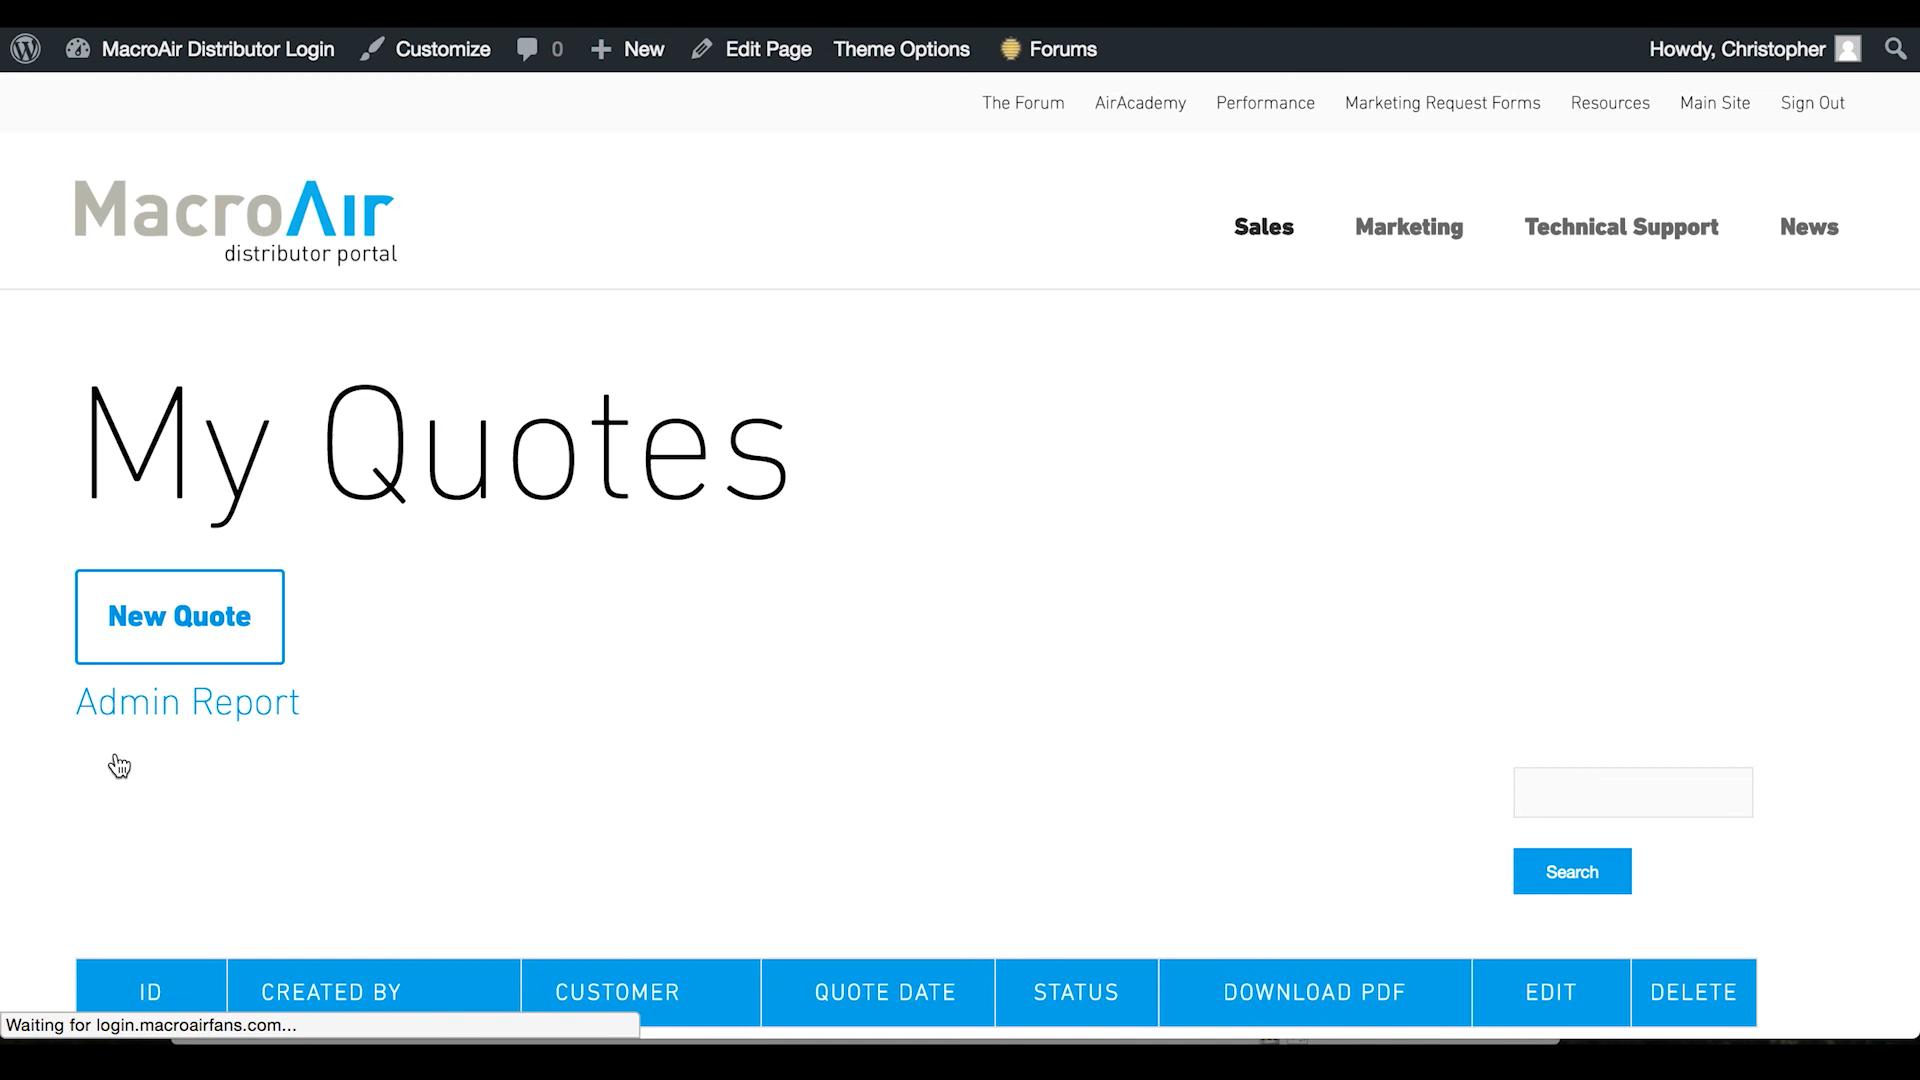 MacroAir Distributor Login Customize 0 New Edit Page Theme Options Forums Howdy, Christopher
The Forum AirAcademy Performance Marketing Request Forms Resources Main Site Sign Out
MacroAir
distributor portal
Sales Marketing Technical Support News
My Quotes
New Quote
Admin Report
Search
ID CREATED BY CUSTOMER QUOTE DATE STATUS DOWNLOAD PDF EDIT DELETE
Waiting for login.macroairfans.com...